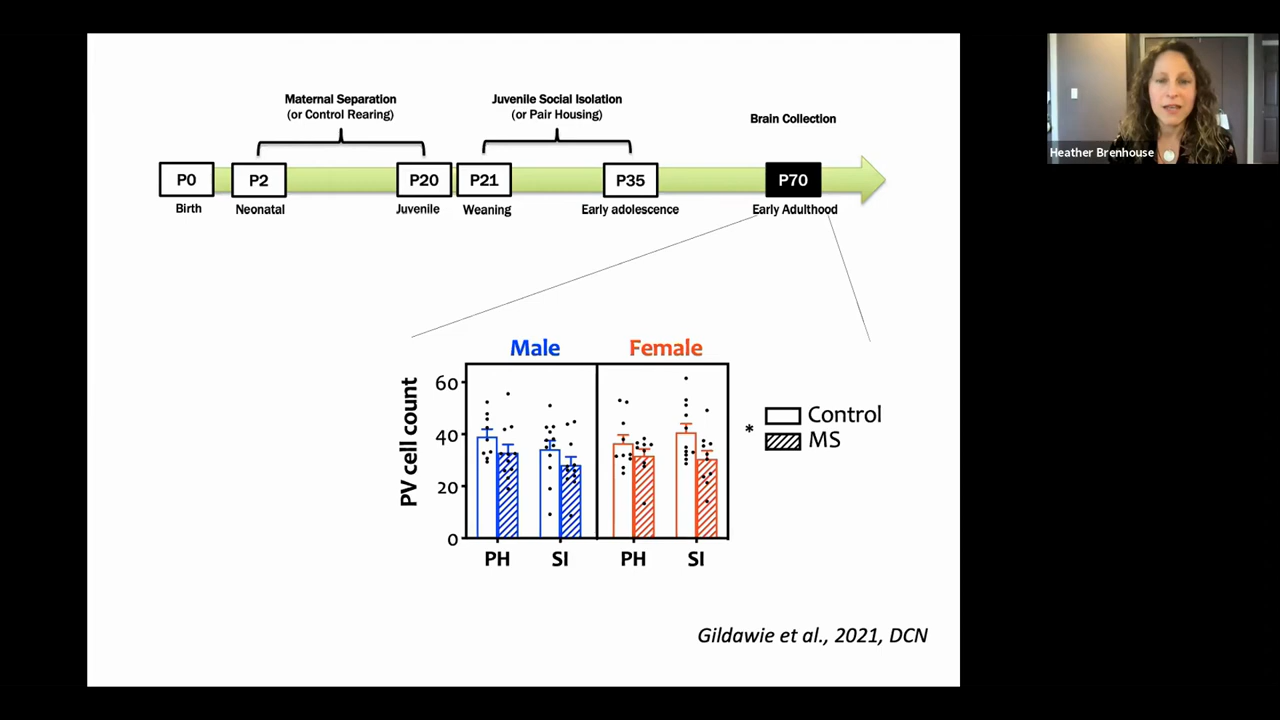 Maternal Separation
(or Control Rearing)
Juvenile Social Isolation
(or Pair Housing)
Brain Collection
P0
P2
P20
P21
P35
P70
Birth
Neonatal
Juvenile
Weaning
Early adolescence
Early Adulthood
Heather Brenhouse
Male
Female
PV cell count
60
40
20
0
PH
SI
PH
SI
*
Control
MS
Gildawie et al., 2021, DCN